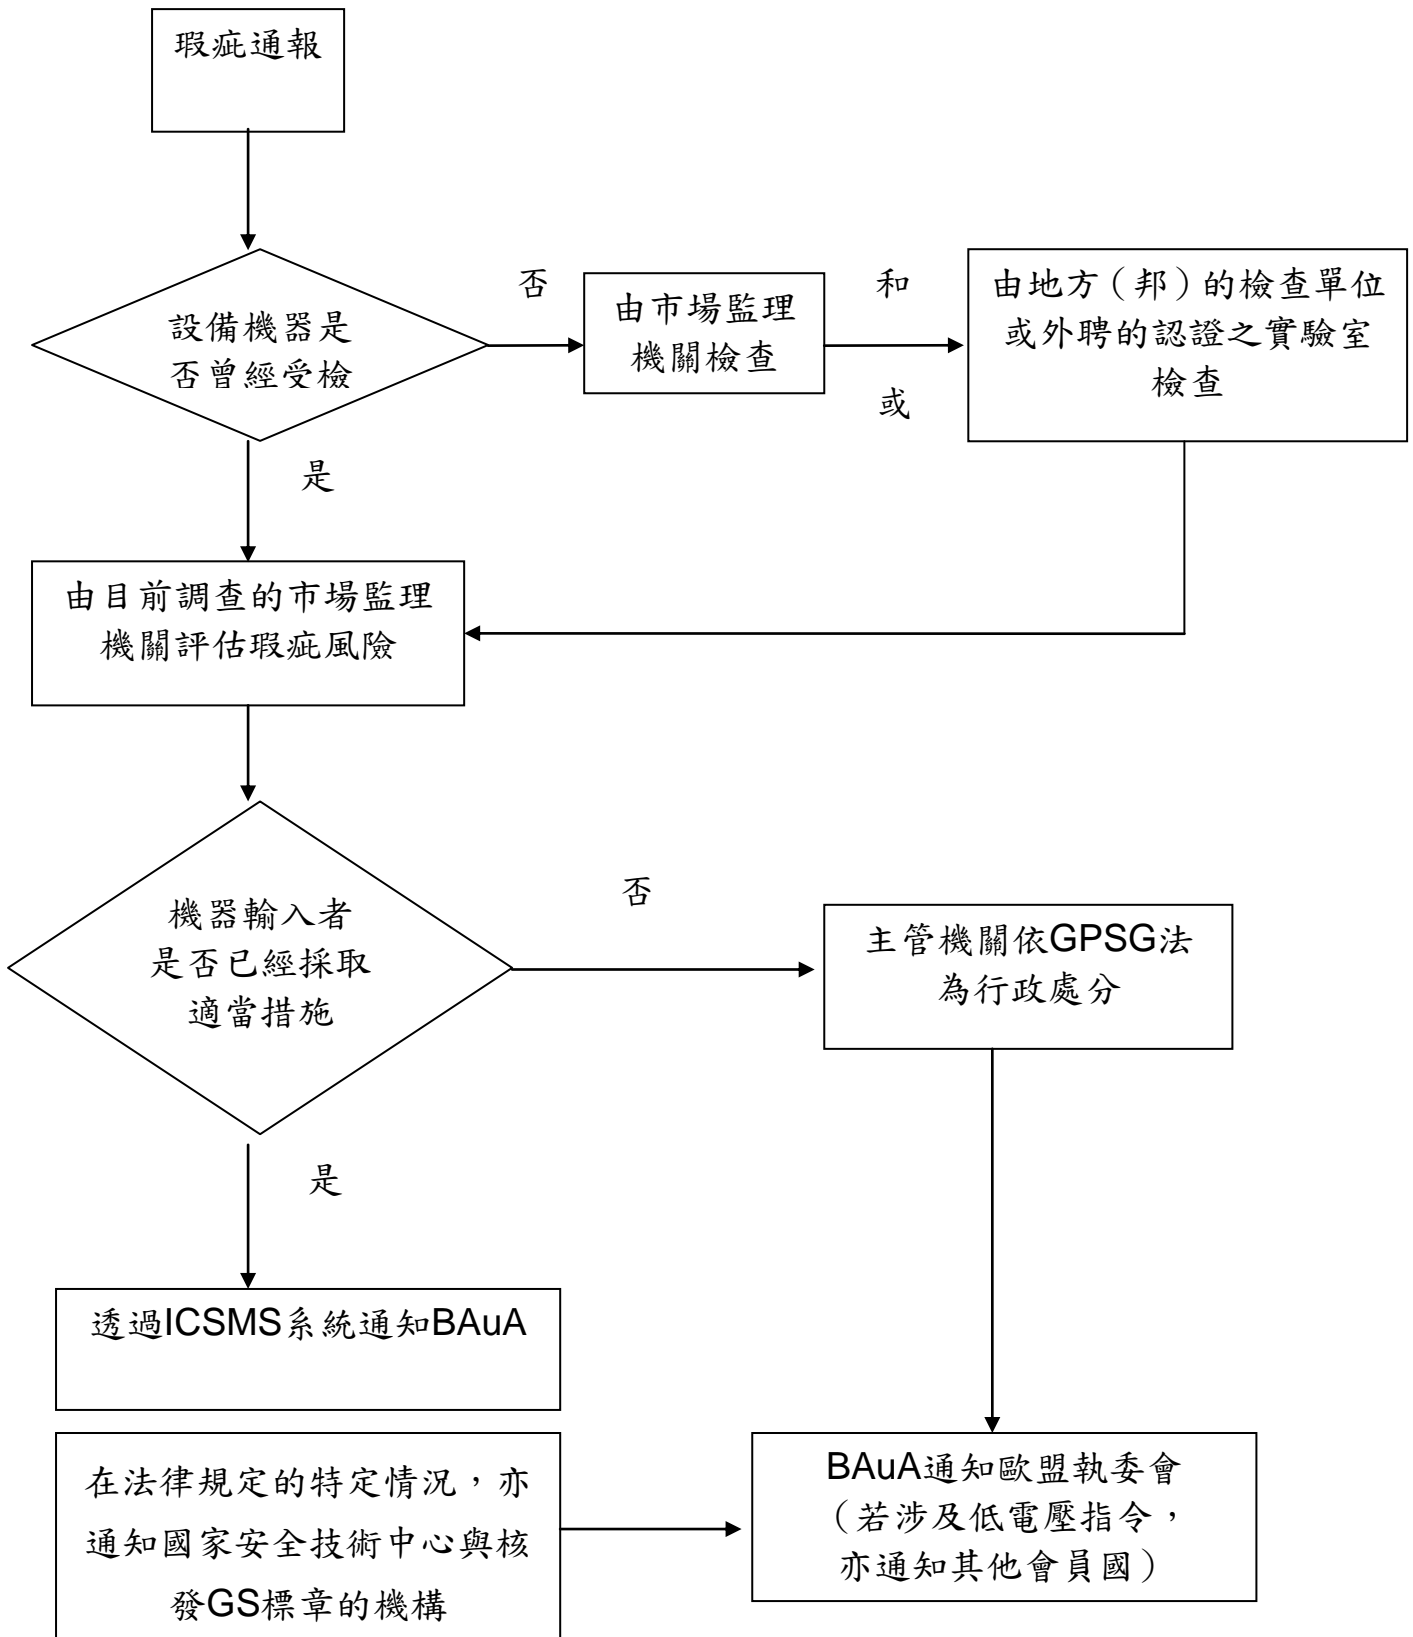 瑕疵通報
設備機器是
否曾經受檢
否
由市場監理
機關檢查
和
或
由地方（邦）的檢查單位
或外聘的認證之實驗室
檢查
是
由目前調查的市場監理
機關評估瑕疵風險
機器輸入者
是否已經採取
適當措施
否
主管機關依GPSG法
為行政處分
是
透過ICSMS系統通知BAuA
在法律規定的特定情況，亦
通知國家安全技術中心與核
發GS標章的機構
BAuA通知歐盟執委會
（若涉及低電壓指令，
亦通知其他會員國）